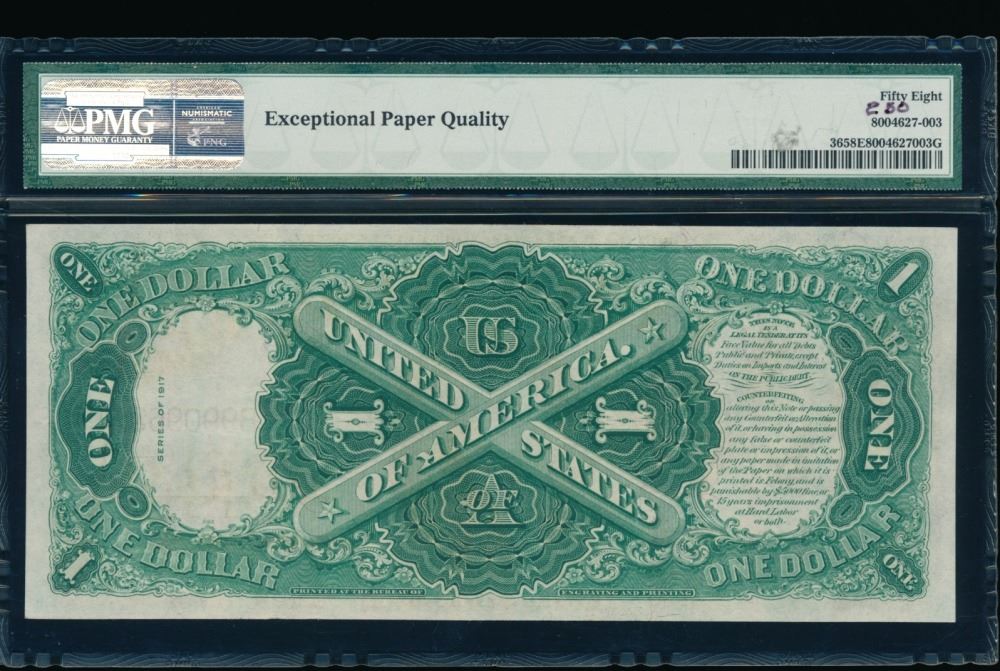 PMG
PAPER MONEY GUARANTY
AMERICAN
NUMISMATIC
ASSOCIATION
PNG
Exceptional Paper Quality
Fifty Eight
8004627-003
3658E8004627003G
ONE
ONE DOLLAR
ONE DOLLAR
1
US
UNITED
STATES
OF AMERICA.
1
1
OF
ONE
SERIES OF 1917
THIS NOTE
IS A
LEGAL TENDER AT ITS
Face Value for all Debts
Public and Private, except
Duties on Imports and Interest
ON THE PUBLIC DEBT.
COUNTERFEITING
or
altering this Note or passing
any Counterfeit or Alteration
of it, or having in possession
any false or counterfeit
plate or impression of it, or
any paper made in imitation
of the Paper on which it is
printed is Felony, and is
punishable by $5000 fine, or
15 years imprisonment
at Hard Labor
or both.
ONE
1
ONE DOLLAR
ONE DOLLAR
ONE
PRINTED AT THE BUREAU OF
ENGRAVING AND PRINTING